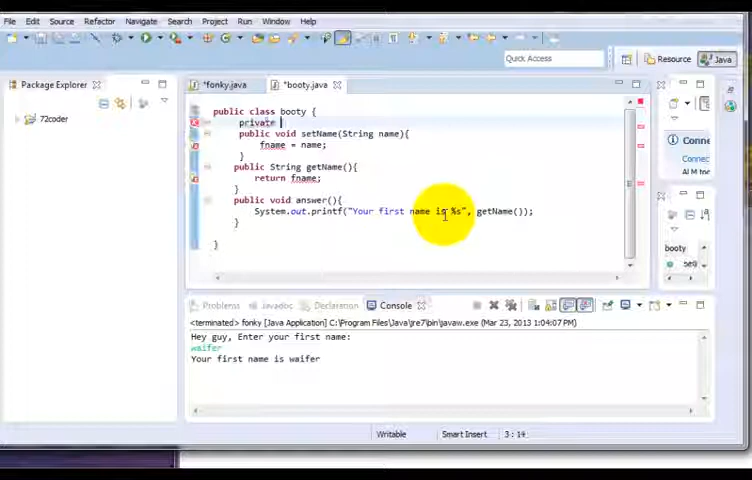 File Edit Source Refactor Navigate Search Project Run Window Help
Quick Access
Resource
Java
Package Explorer
*fonky.java
*booty.java
72coder
public class booty {
private
public void setName(String name){
fname = name;
}
public String getName(){
return fname;
}
public void answer(){
System.out.printf("Your first name is %s", getName());
}
}
Conne
Connec
booty
Problems Javadoc Declaration Console
<terminated> fonky [Java Application] C:\Program Files\Java\jre7\bin\javaw.exe (Mar 23, 2013 1:04:07 PM)
Hey guy, Enter your first name:
waifer
Your first name is waifer
Writable Smart Insert 3 : 14